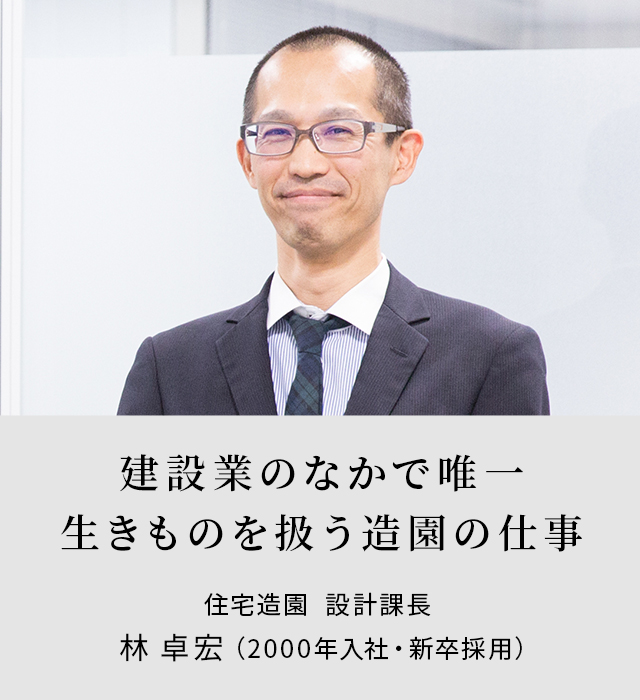 建設業のなかで唯一
生きものを扱う造園の仕事
住宅造園 設計課長
林 卓宏（2000年入社・新卒採用）